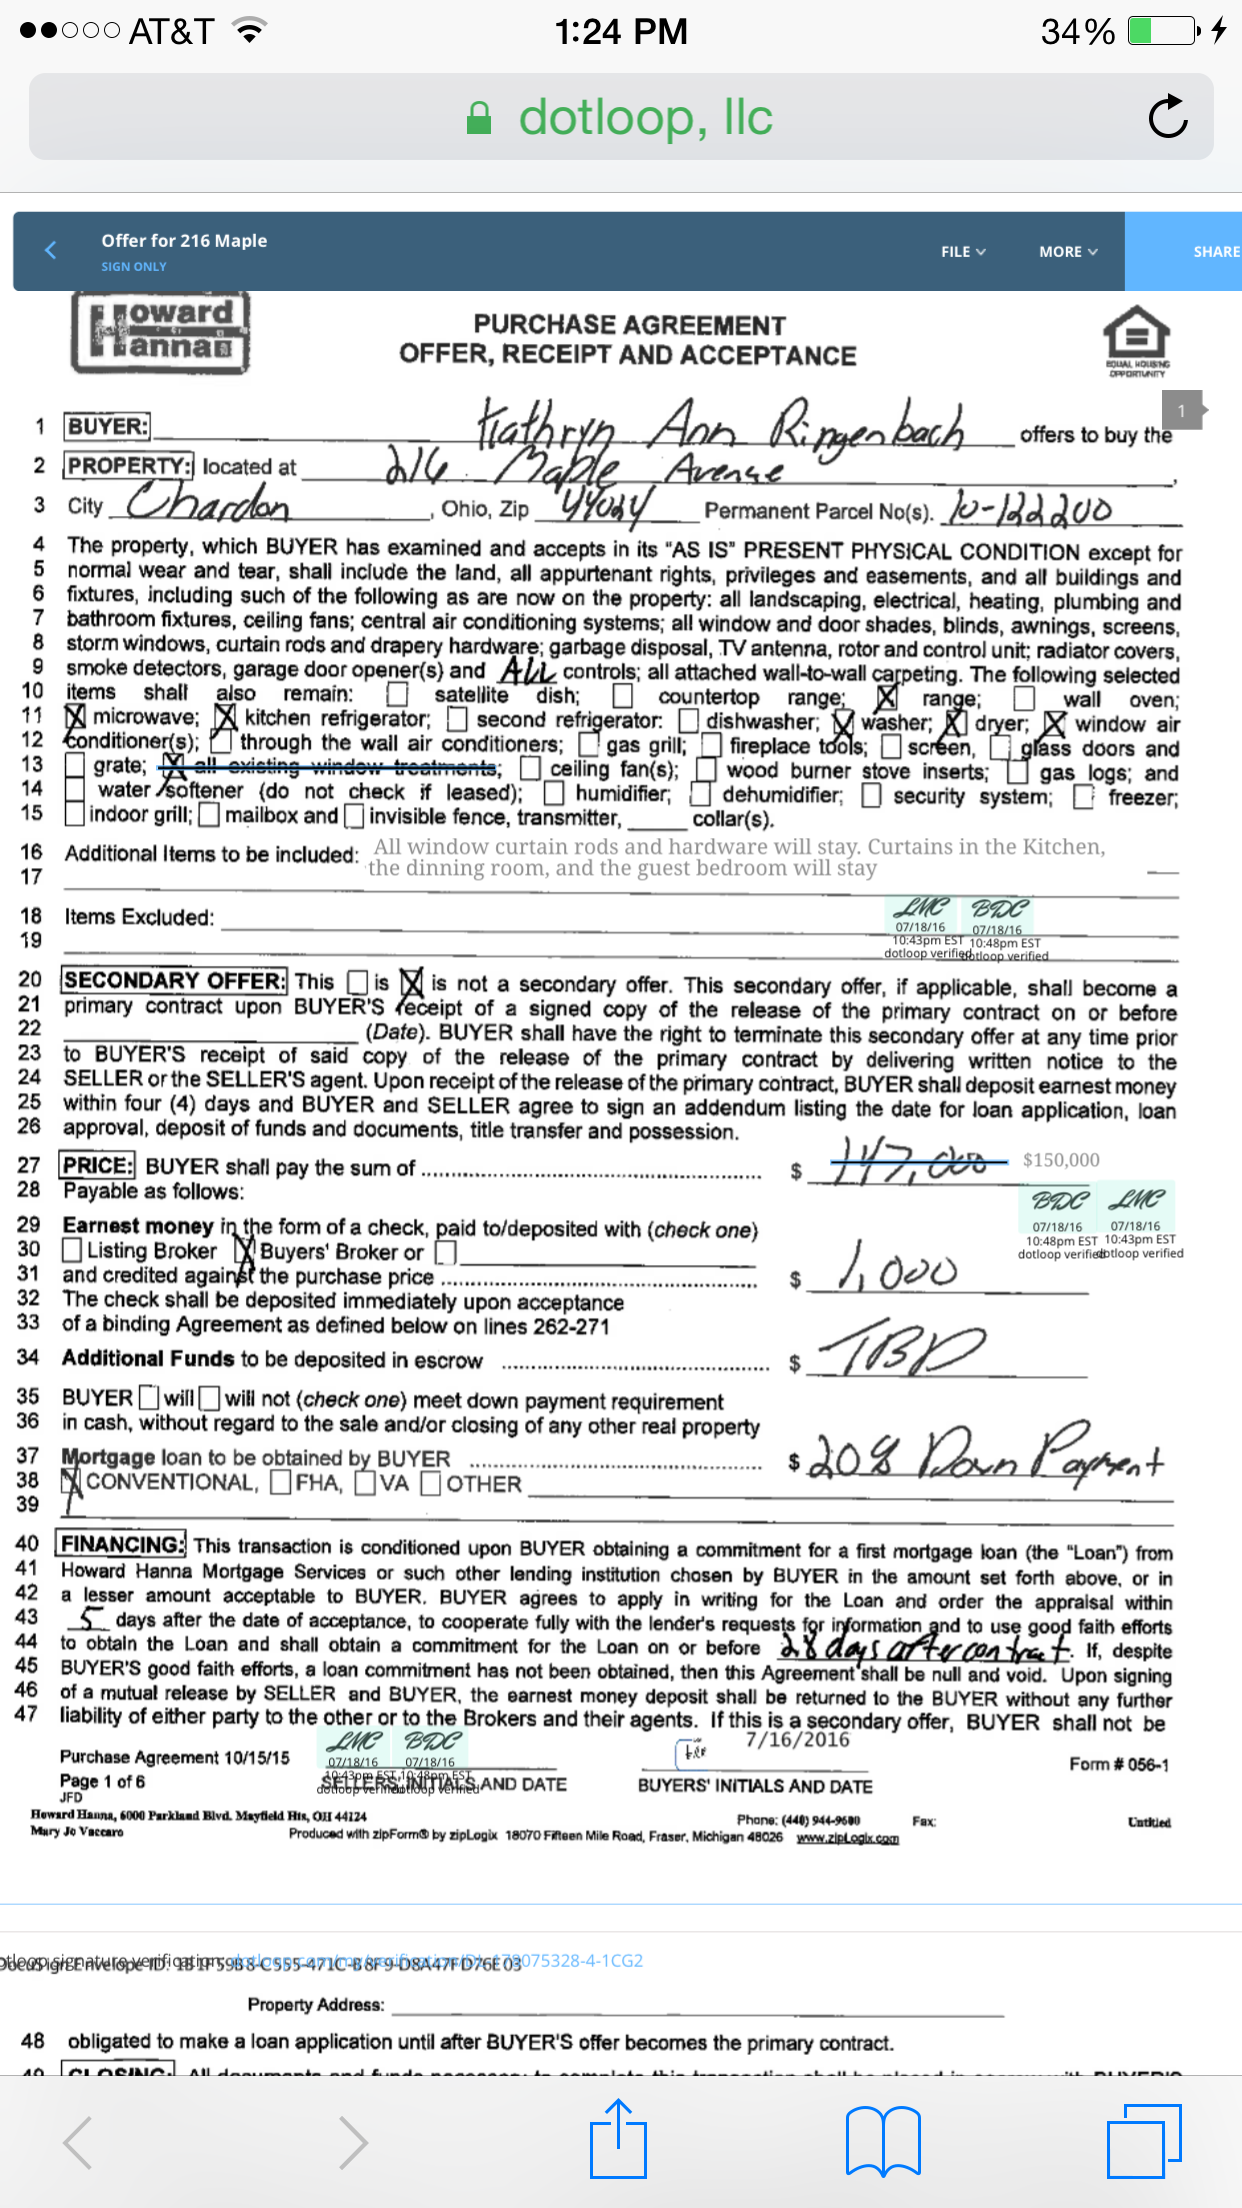 AT&T 1:24 PM 34%
dotloop, llc
Offer for 216 Maple
SIGN ONLY
FILE MORE SHARE
Howard Hanna
PURCHASE AGREEMENT
OFFER, RECEIPT AND ACCEPTANCE
EQUAL HOUSING
OPPORTUNITY
1
1 BUYER: Kathryn Ann Ringenbach offers to buy the
2 PROPERTY: located at 216 Maple Avenue,
3 City Chardon, Ohio, Zip 44024 Permanent Parcel No(s). 10-122200
4 The property, which BUYER has examined and accepts in its “AS IS” PRESENT PHYSICAL CONDITION except for
5 normal wear and tear, shall include the land, all appurtenant rights, privileges and easements, and all buildings and
6 fixtures, including such of the following as are now on the property: all landscaping, electrical, heating, plumbing and
7 bathroom fixtures, ceiling fans; central air conditioning systems; all window and door shades, blinds, awnings, screens,
8 storm windows, curtain rods and drapery hardware; garbage disposal, TV antenna, rotor and control unit; radiator covers,
9 smoke detectors, garage door opener(s) and ALL controls; all attached wall-to-wall carpeting. The following selected
10 items shall also remain: satellite dish; countertop range; range; wall oven;
11 microwave; kitchen refrigerator; second refrigerator: dishwasher; washer; dryer; window air
12 conditioner(s); through the wall air conditioners; gas grill; fireplace tools; screen, glass doors and
13 grate; all existing window treatments; ceiling fan(s); wood burner stove inserts; gas logs; and
14 water softener (do not check if leased); humidifier; dehumidifier; security system; freezer;
15 indoor grill; mailbox and invisible fence, transmitter, collar(s).
16 Additional Items to be included: All window curtain rods and hardware will stay. Curtains in the Kitchen,
17 the dinning room, and the guest bedroom will stay
18 Items Excluded: LMC BDC
07/18/16 07/18/16
19 10:43pm EST 10:48pm EST
dotloop verified dotloop verified
20 SECONDARY OFFER: This is is not a secondary offer. This secondary offer, if applicable, shall become a
21 primary contract upon BUYER'S receipt of a signed copy of the release of the primary contract on or before
22 (Date). BUYER shall have the right to terminate this secondary offer at any time prior
23 to BUYER'S receipt of said copy of the release of the primary contract by delivering written notice to the
24 SELLER or the SELLER'S agent. Upon receipt of the release of the primary contract, BUYER shall deposit earnest money
25 within four (4) days and BUYER and SELLER agree to sign an addendum listing the date for loan application, loan
26 approval, deposit of funds and documents, title transfer and possession.
27 PRICE: BUYER shall pay the sum of $ 147,000 $150,000
28 Payable as follows:
BDC LMC
29 Earnest money in the form of a check, paid to/deposited with (check one) 07/18/16 07/18/16
30 Listing Broker Buyers' Broker or 10:48pm EST 10:43pm EST
dotloop verified dotloop verified
31 and credited against the purchase price $ 1,000
32 The check shall be deposited immediately upon acceptance
33 of a binding Agreement as defined below on lines 262-271
34 Additional Funds to be deposited in escrow $ TBD
35 BUYER will will not (check one) meet down payment requirement
36 in cash, without regard to the sale and/or closing of any other real property
37 Mortgage loan to be obtained by BUYER $ 20% Down Payment
38 CONVENTIONAL, FHA, VA OTHER
39
40 FINANCING: This transaction is conditioned upon BUYER obtaining a commitment for a first mortgage loan (the “Loan”) from
41 Howard Hanna Mortgage Services or such other lending institution chosen by BUYER in the amount set forth above, or in
42 a lesser amount acceptable to BUYER. BUYER agrees to apply in writing for the Loan and order the appraisal within
43 5 days after the date of acceptance, to cooperate fully with the lender's requests for information and to use good faith efforts
44 to obtain the Loan and shall obtain a commitment for the Loan on or before 28 days after contract. If, despite
45 BUYER'S good faith efforts, a loan commitment has not been obtained, then this Agreement shall be null and void. Upon signing
46 of a mutual release by SELLER and BUYER, the earnest money deposit shall be returned to the BUYER without any further
47 liability of either party to the other or to the Brokers and their agents. If this is a secondary offer, BUYER shall not be
LMC BDC 7/16/2016
Purchase Agreement 10/15/15 07/18/16 07/18/16 Form # 056-1
10:43pm EST 10:48pm EST
Page 1 of 6 SELLERS' INITIALS AND DATE BUYERS' INITIALS AND DATE
dotloop verified dotloop verified
JFD
Howard Hanna, 6000 Parkland Blvd. Mayfield Hts, OH 44124 Phone: (440) 944-9600 Fax: Untitled
Mary Jo Vaccaro Produced with zipForm® by zipLogix 18070 Fifteen Mile Road, Fraser, Michigan 48026 www.zipLogix.com
dotloop signature verification:
Property Address:
48 obligated to make a loan application until after BUYER'S offer becomes the primary contract.
49 CLOSING: All documents and funds necessary to complete this transaction shall be placed in escrow with BUYER'S